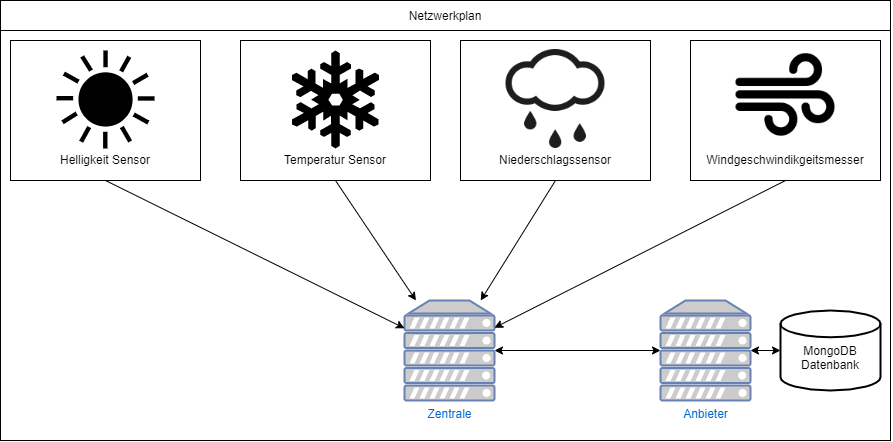 Netzwerkplan
Helligkeit Sensor
Temperatur Sensor
Niederschlagssensor
Windgeschwindikgeitsmesser
MongoDB
Datenbank
Zentrale
Anbieter